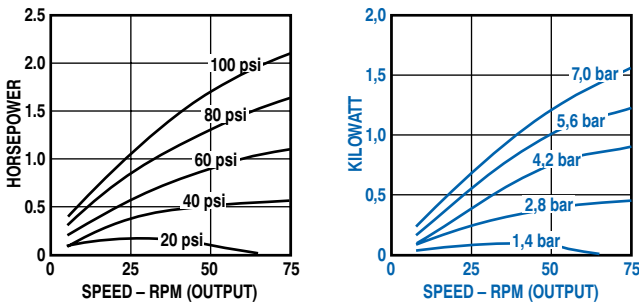 HORSEPOWER
2.5
2.0
1.5
1.0
0.5
0
100 psi
80 psi
60 psi
40 psi
20 psi
0 25 50 75
SPEED – RPM (OUTPUT)
KILOWATT
2,0
1,5
1,0
0,5
0
7,0 bar
5,6 bar
4,2 bar
2,8 bar
1,4 bar
0 25 50 75
SPEED – RPM (OUTPUT)